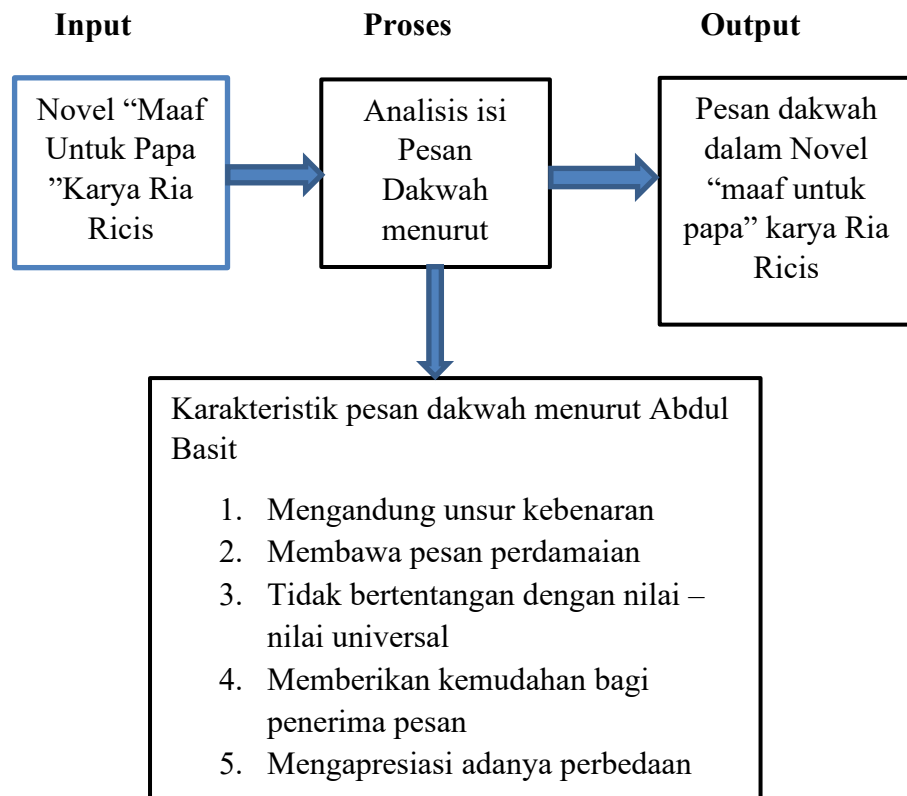 Input
Proses
Output
Novel “Maaf
Untuk Papa
”Karya Ria
Ricis
Analisis isi
Pesan
Dakwah
menurut
Pesan dakwah
dalam Novel
“maaf untuk
papa” karya Ria
Ricis
Karakteristik pesan dakwah menurut Abdul
Basit
1. Mengandung unsur kebenaran
2. Membawa pesan perdamaian
3. Tidak bertentangan dengan nilai –
nilai universal
4. Memberikan kemudahan bagi
penerima pesan
5. Mengapresiasi adanya perbedaan